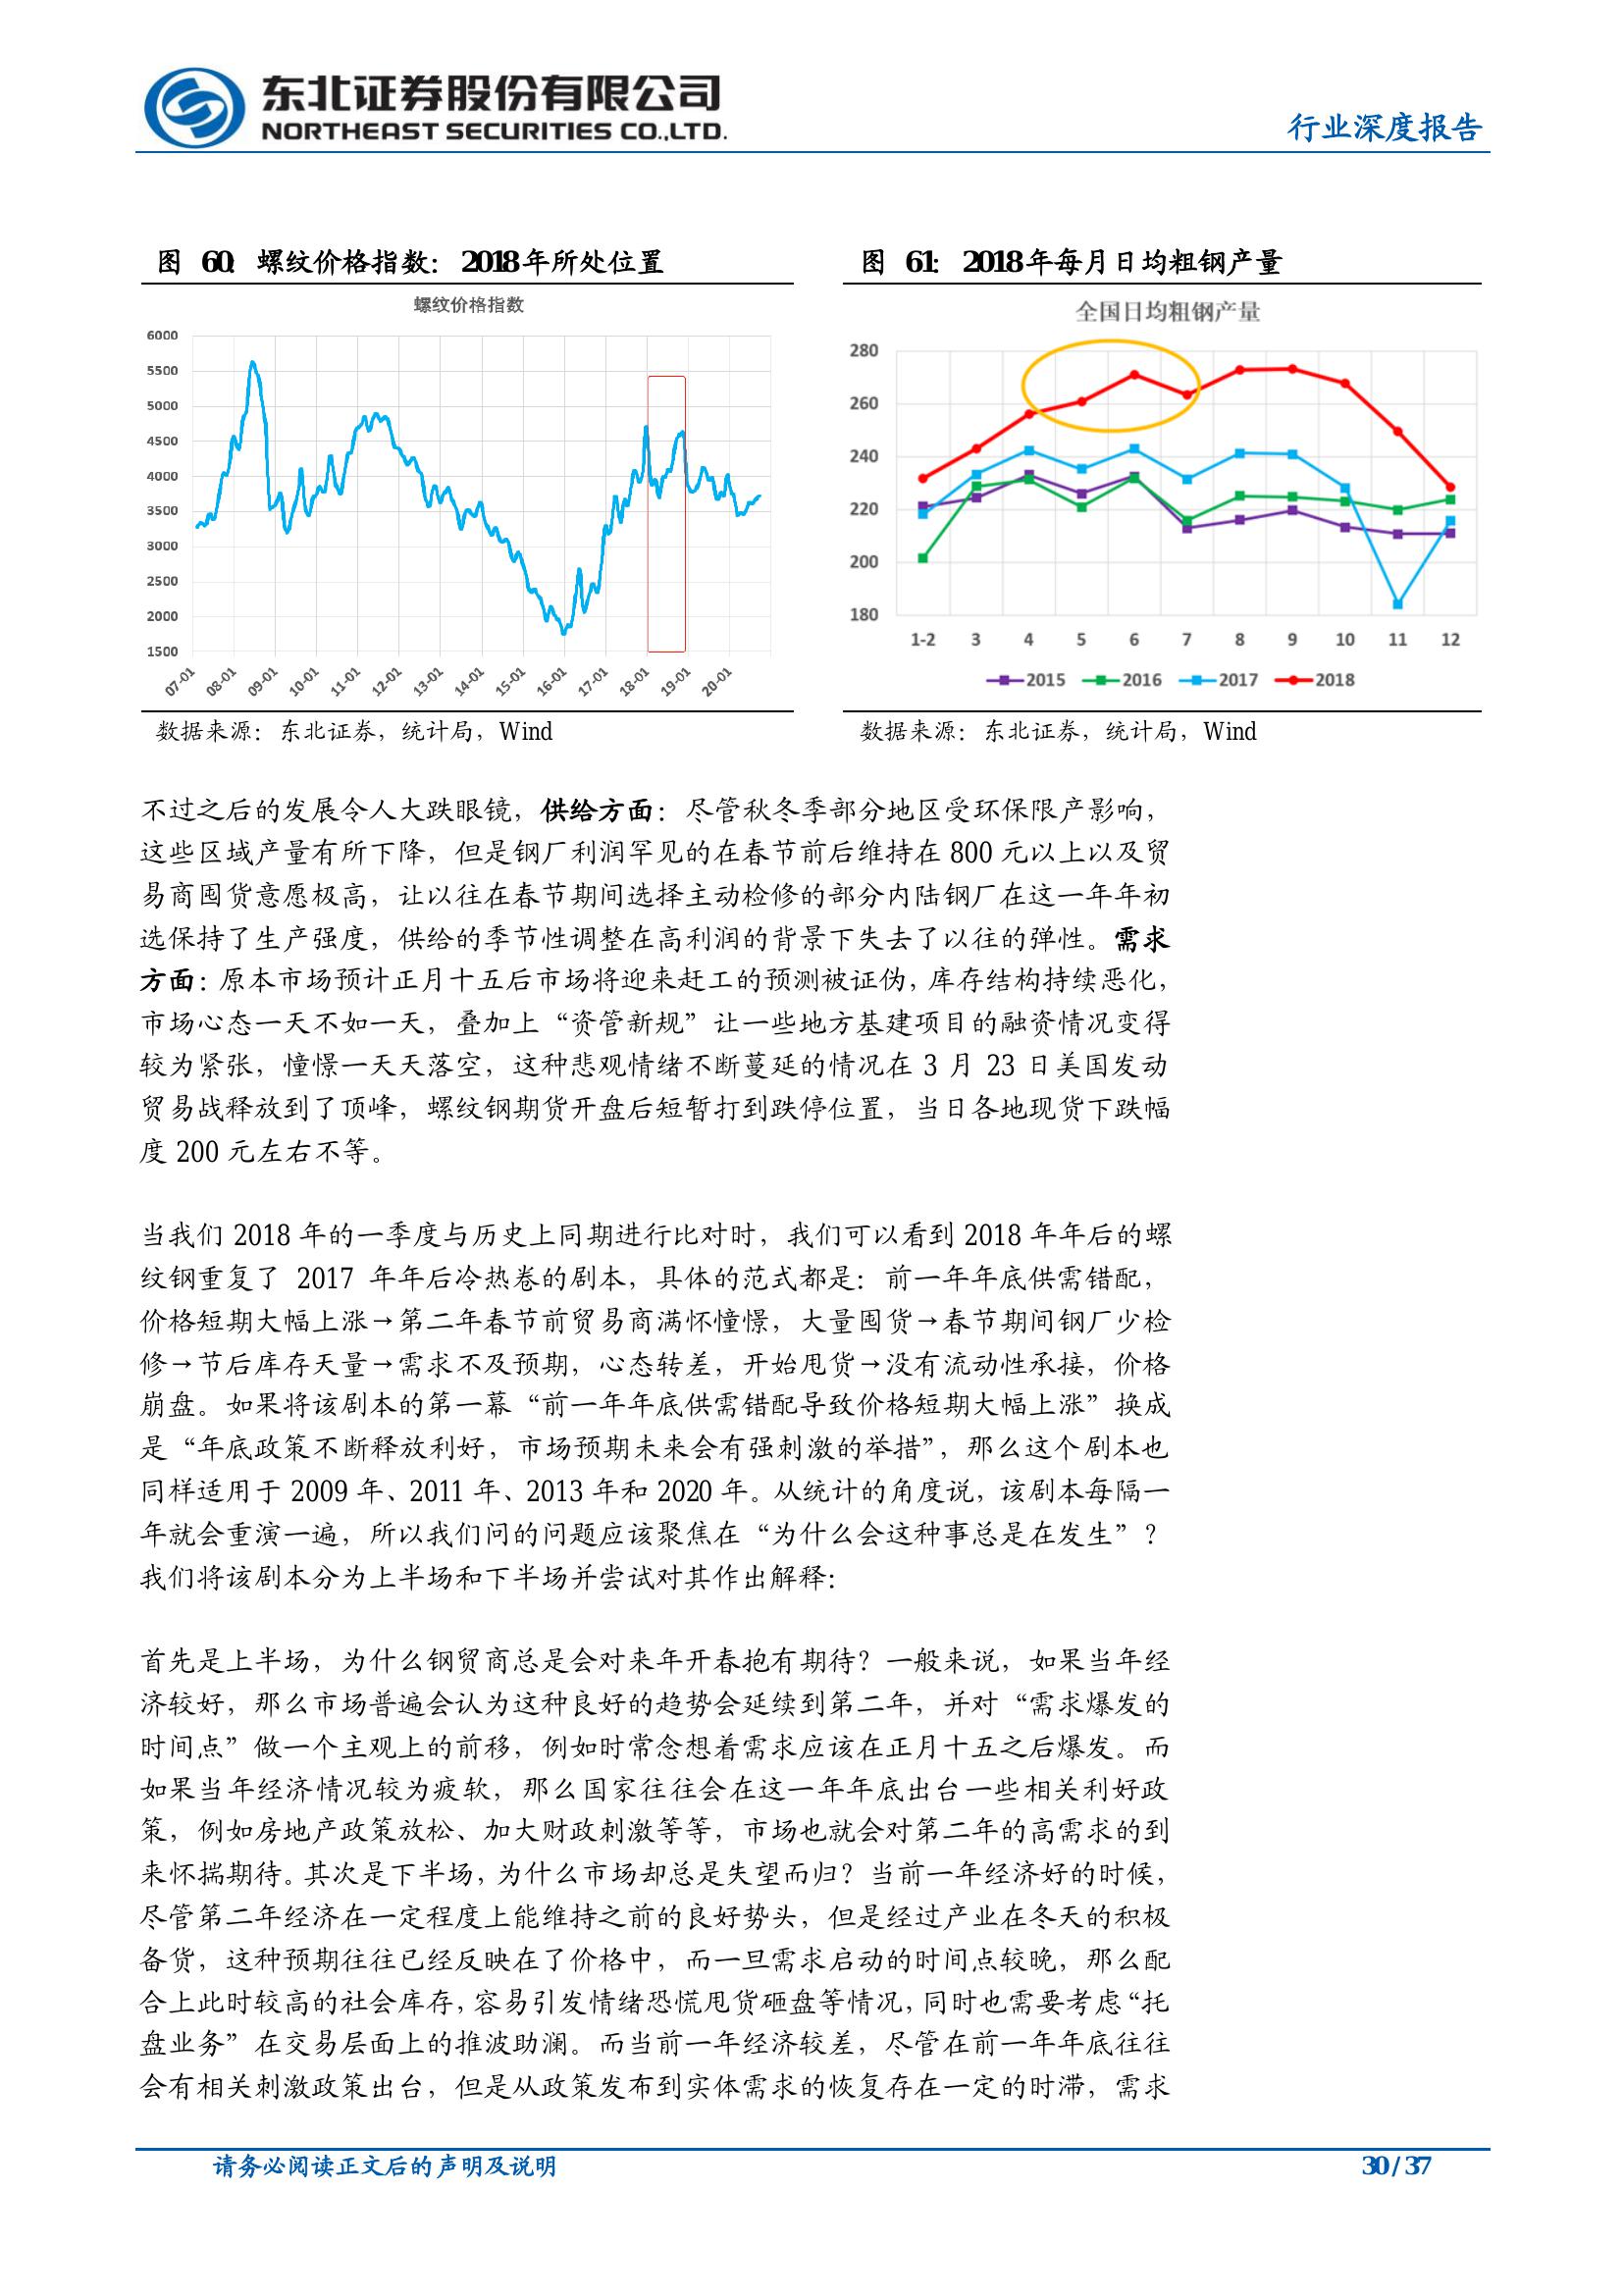 东北证券股份有限公司
NORTHEAST SECURITIES CO.,LTD.
行业深度报告
图 60: 螺纹价格指数：2018年所处位置
螺纹价格指数
6000
5500
5000
4500
4000
3500
3000
2500
2000
1500
07-01 08-01 09-01 10-01 11-01 12-01 13-01 14-01 15-01 16-01 17-01 18-01 19-01 20-01
数据来源：东北证券，统计局，Wind
图 61: 2018年每月日均粗钢产量
全国日均粗钢产量
280
260
240
220
200
180
1-2 3 4 5 6 7 8 9 10 11 12
2015 2016 2017 2018
数据来源：东北证券，统计局，Wind
不过之后的发展令人大跌眼镜，供给方面：尽管秋冬季部分地区受环保限产影响，
这些区域产量有所下降，但是钢厂利润罕见的在春节前后维持在 800 元以上以及贸
易商囤货意愿极高，让以往在春节期间选择主动检修的部分内陆钢厂在这一年年初
选保持了生产强度，供给的季节性调整在高利润的背景下失去了以往的弹性。需求
方面：原本市场预计正月十五后市场将迎来赶工的预测被证伪，库存结构持续恶化，
市场心态一天不如一天，叠加上“资管新规”让一些地方基建项目的融资情况变得
较为紧张，憧憬一天天落空，这种悲观情绪不断蔓延的情况在 3 月 23 日美国发动
贸易战释放到了顶峰，螺纹钢期货开盘后短暂打到跌停位置，当日各地现货下跌幅
度 200 元左右不等。
当我们 2018 年的一季度与历史上同期进行比对时，我们可以看到 2018 年年后的螺
纹钢重复了 2017 年年后冷热卷的剧本，具体的范式都是：前一年年底供需错配，
价格短期大幅上涨→第二年春节前贸易商满怀憧憬，大量囤货→春节期间钢厂少检
修→节后库存天量→需求不及预期，心态转差，开始甩货→没有流动性承接，价格
崩盘。如果将该剧本的第一幕“前一年年底供需错配导致价格短期大幅上涨”换成
是“年底政策不断释放利好，市场预期未来会有强刺激的举措”，那么这个剧本也
同样适用于 2009 年、2011 年、2013 年和 2020 年。从统计的角度说，该剧本每隔一
年就会重演一遍，所以我们问的问题应该聚焦在“为什么会这种事总是在发生”？
我们将该剧本分为上半场和下半场并尝试对其作出解释：
首先是上半场，为什么钢贸商总是会对来年开春抱有期待？一般来说，如果当年经
济较好，那么市场普遍会认为这种良好的趋势会延续到第二年，并对“需求爆发的
时间点”做一个主观上的前移，例如时常念想着需求应该在正月十五之后爆发。而
如果当年经济情况较为疲软，那么国家往往会在这一年年底出台一些相关利好政
策，例如房地产政策放松、加大财政刺激等等，市场也就会对第二年的高需求的到
来怀揣期待。其次是下半场，为什么市场却总是失望而归？当前一年经济好的时候，
尽管第二年经济在一定程度上能维持之前的良好势头，但是经过产业在冬天的积极
备货，这种预期往往已经反映在了价格中，而一旦需求启动的时间点较晚，那么配
合上此时较高的社会库存，容易引发情绪恐慌甩货砸盘等情况，同时也需要考虑“托
盘业务”在交易层面上的推波助澜。而当前一年经济较差，尽管在前一年年底往往
会有相关刺激政策出台，但是从政策发布到实体需求的恢复存在一定的时滞，需求
请务必阅读正文后的声明及说明
30 / 37